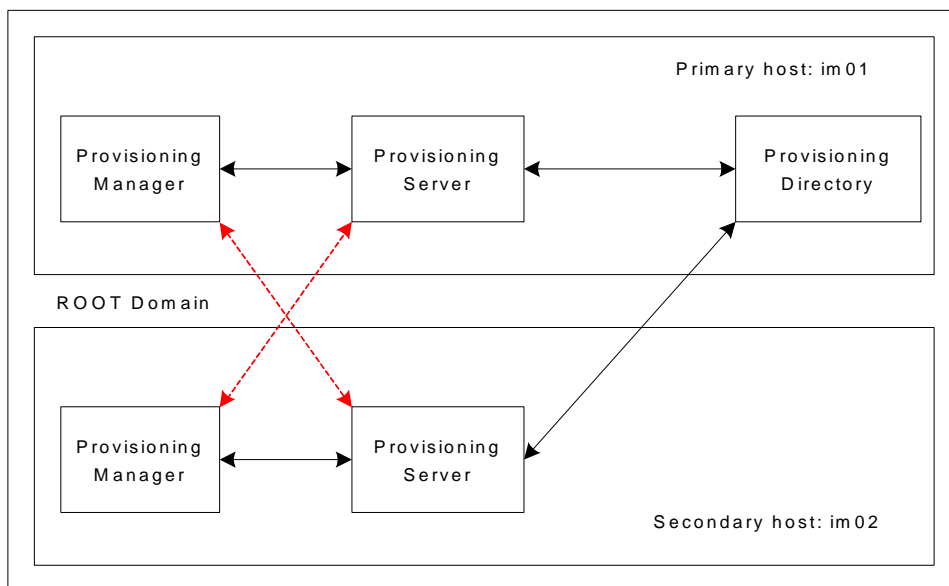 Primary host: im01
Provisioning
Manager
Provisioning
Server
Provisioning
Directory
ROOT Domain
Provisioning
Manager
Provisioning
Server
Secondary host: im02